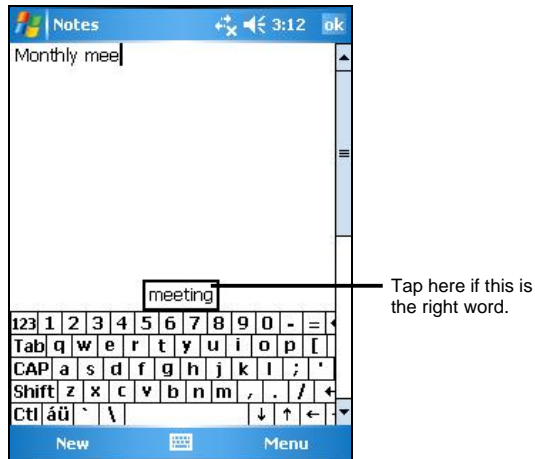 Notes 3:12 ok
Monthly mee
meeting
Tap here if this is
the right word.
123 1 2 3 4 5 6 7 8 9 0 - =
Tab q w e r t y u i o p [
CAP a s d f g h j k l ; '
Shift z x c v b n m , . /
Ctl áü ` \ ↓ ↑ ←
New Menu